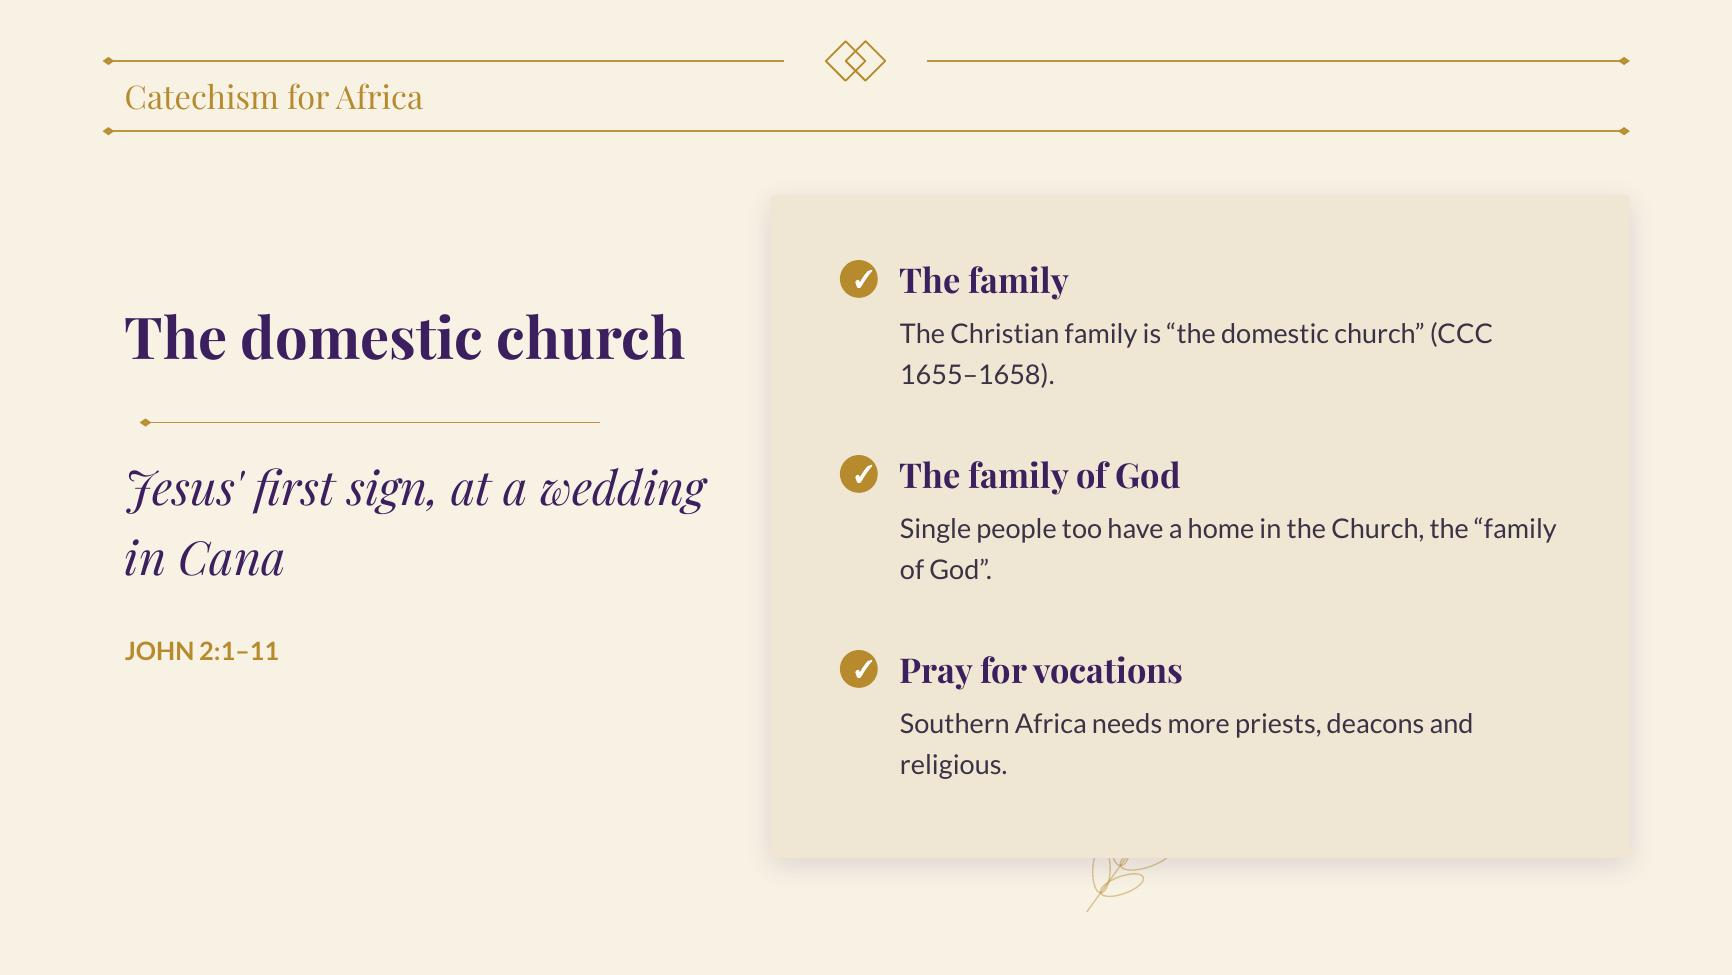 Catechism for Africa
The domestic church
Jesus' first sign, at a wedding
in Cana
JOHN 2:1–11
The family
The Christian family is “the domestic church” (CCC
1655–1658).
The family of God
Single people too have a home in the Church, the “family
of God”.
Pray for vocations
Southern Africa needs more priests, deacons and
religious.